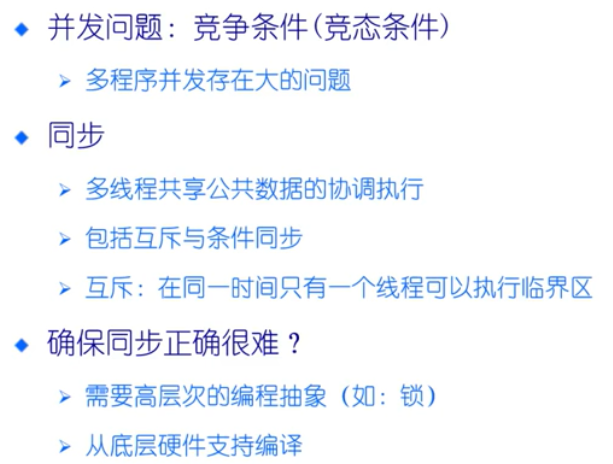 并发问题：竞争条件(竞态条件)
多程序并发存在大的问题
同步
多线程共享公共数据的协调执行
包括互斥与条件同步
互斥：在同一时间只有一个线程可以执行临界区
确保同步正确很难？
需要高层次的编程抽象（如：锁）
从底层硬件支持编译